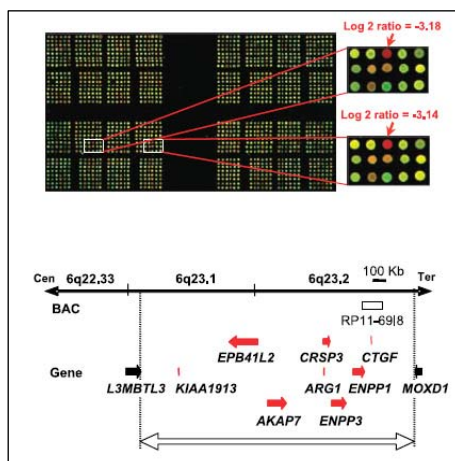 Log 2 ratio = -3.18
Log 2 ratio = -3.14
100 Kb
Cen 6q22.33 6q23.1 6q23.2 Ter
BAC
RP11-69I8
EPB41L2 CRSP3 CTGF
Gene
L3MBTL3 KIAA1913 ARG1 ENPP1 MOXD1
AKAP7 ENPP3